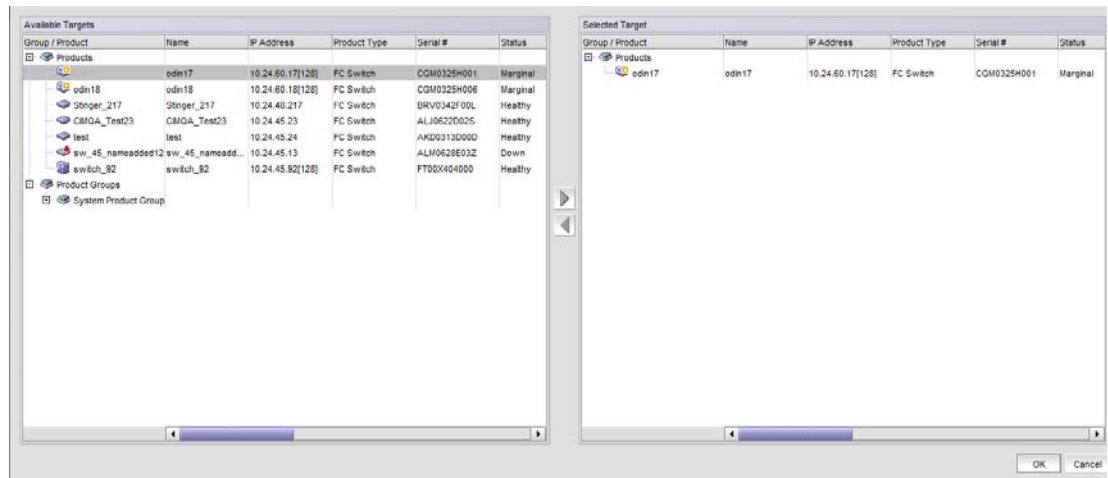 Available Targets
Group / Product Name IP Address Product Type Serial # Status
Products
odin17 10.24.60.17[128] FC Switch CGM0325H001 Marginal
odin18 odin18 10.24.60.18[128] FC Switch CGM0325H006 Marginal
Stinger_217 Stinger_217 10.24.48.217 FC Switch BRV0342F00L Healthy
CIMQA_Test23 CIMQA_Test23 10.24.45.23 FC Switch ALJ0622D02S Healthy
test test 10.24.45.24 FC Switch AKD0313D00D Healthy
sw_45_nameadded12 sw_45_nameadd... 10.24.45.13 FC Switch ALM0628E03Z Down
switch_92 switch_92 10.24.45.92[128] FC Switch FT00X404000 Healthy
Product Groups
System Product Group
Selected Target
Group / Product Name IP Address Product Type Serial # Status
Products
odin17 odin17 10.24.60.17[128] FC Switch CGM0325H001 Marginal
OK Cancel